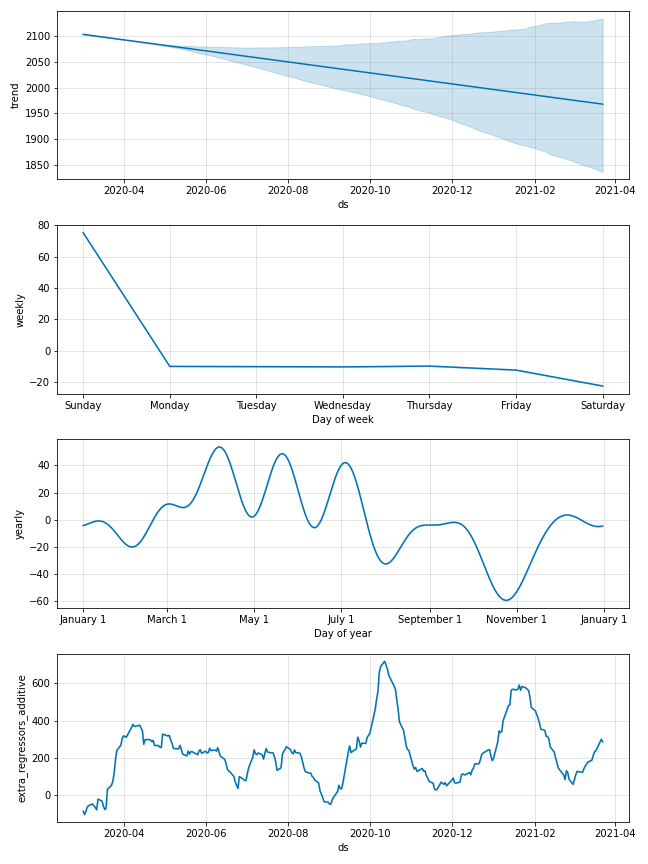 trend
2100
2050
2000
1950
1900
1850
2020-04 2020-06 2020-08 2020-10 2020-12 2021-02 2021-04
ds
weekly
80
60
40
20
0
−20
Sunday Monday Tuesday Wednesday Thursday Friday Saturday
Day of week
yearly
40
20
0
−20
−40
−60
January 1 March 1 May 1 July 1 September 1 November 1 January 1
Day of year
extra_regressors_additive
600
400
200
0
2020-04 2020-06 2020-08 2020-10 2020-12 2021-02 2021-04
ds